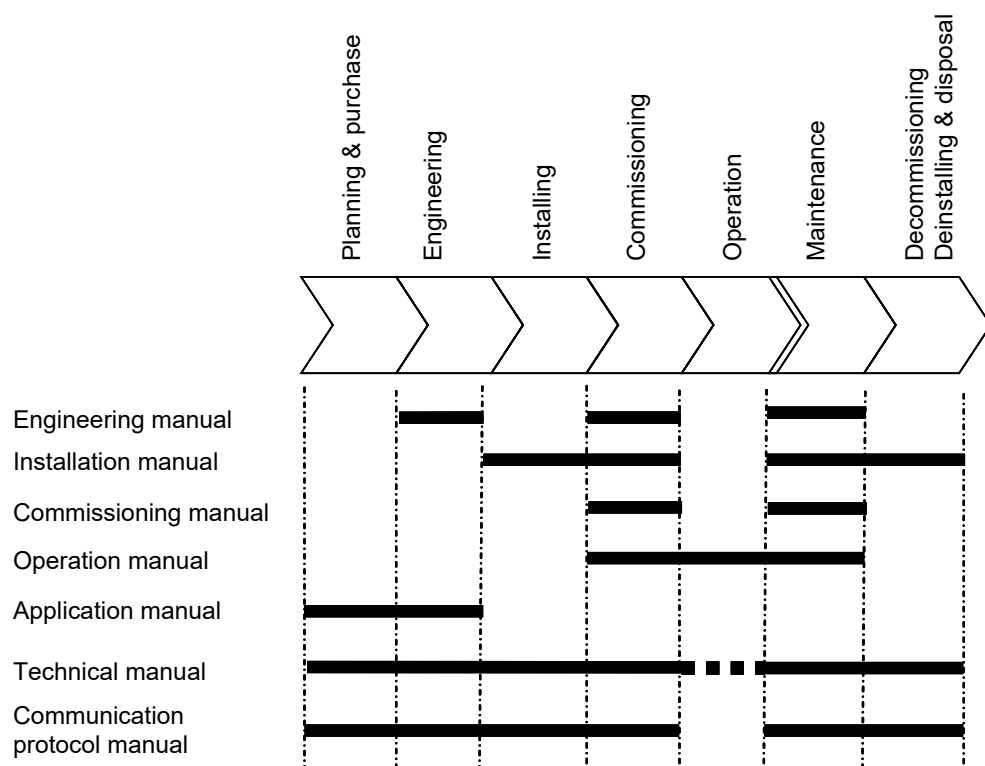 Planning & purchase
Engineering
Installing
Commissioning
Operation
Maintenance
Decommissioning
Deinstalling & disposal
Engineering manual
Installation manual
Commissioning manual
Operation manual
Application manual
Technical manual
Communication
protocol manual